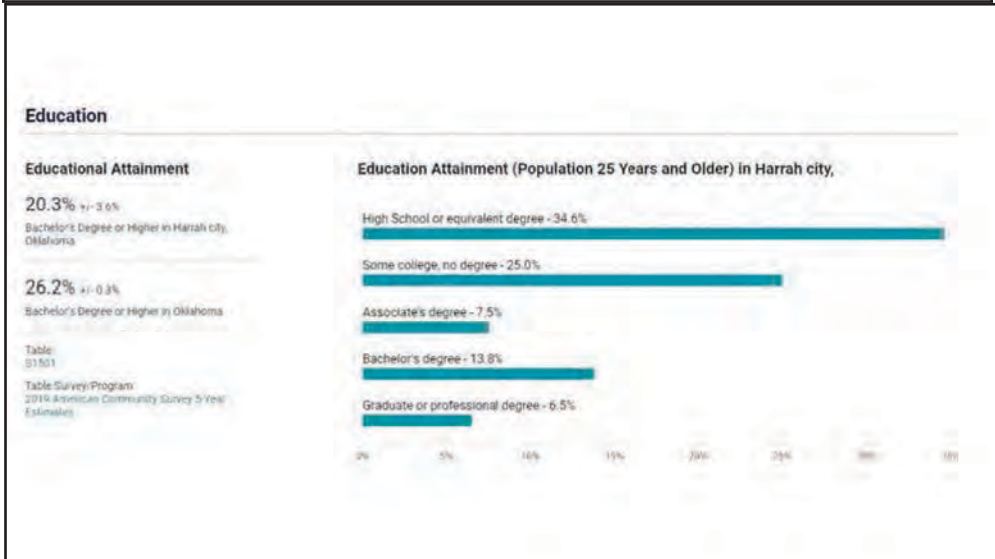 Education
Educational Attainment
20.3% +/- 3.6%
Bachelor's Degree or Higher in Harrah city,
Oklahoma
26.2% +/- 0.3%
Bachelor's Degree or Higher in Oklahoma
Table:
S1501
Table Survey/Program:
2019 American Community Survey 5-Year
Estimates
Education Attainment (Population 25 Years and Older) in Harrah city,
High School or equivalent degree - 34.6%
Some college, no degree - 25.0%
Associate's degree - 7.5%
Bachelor's degree - 13.8%
Graduate or professional degree - 6.5%
0% 5% 10% 15% 20% 25% 30%